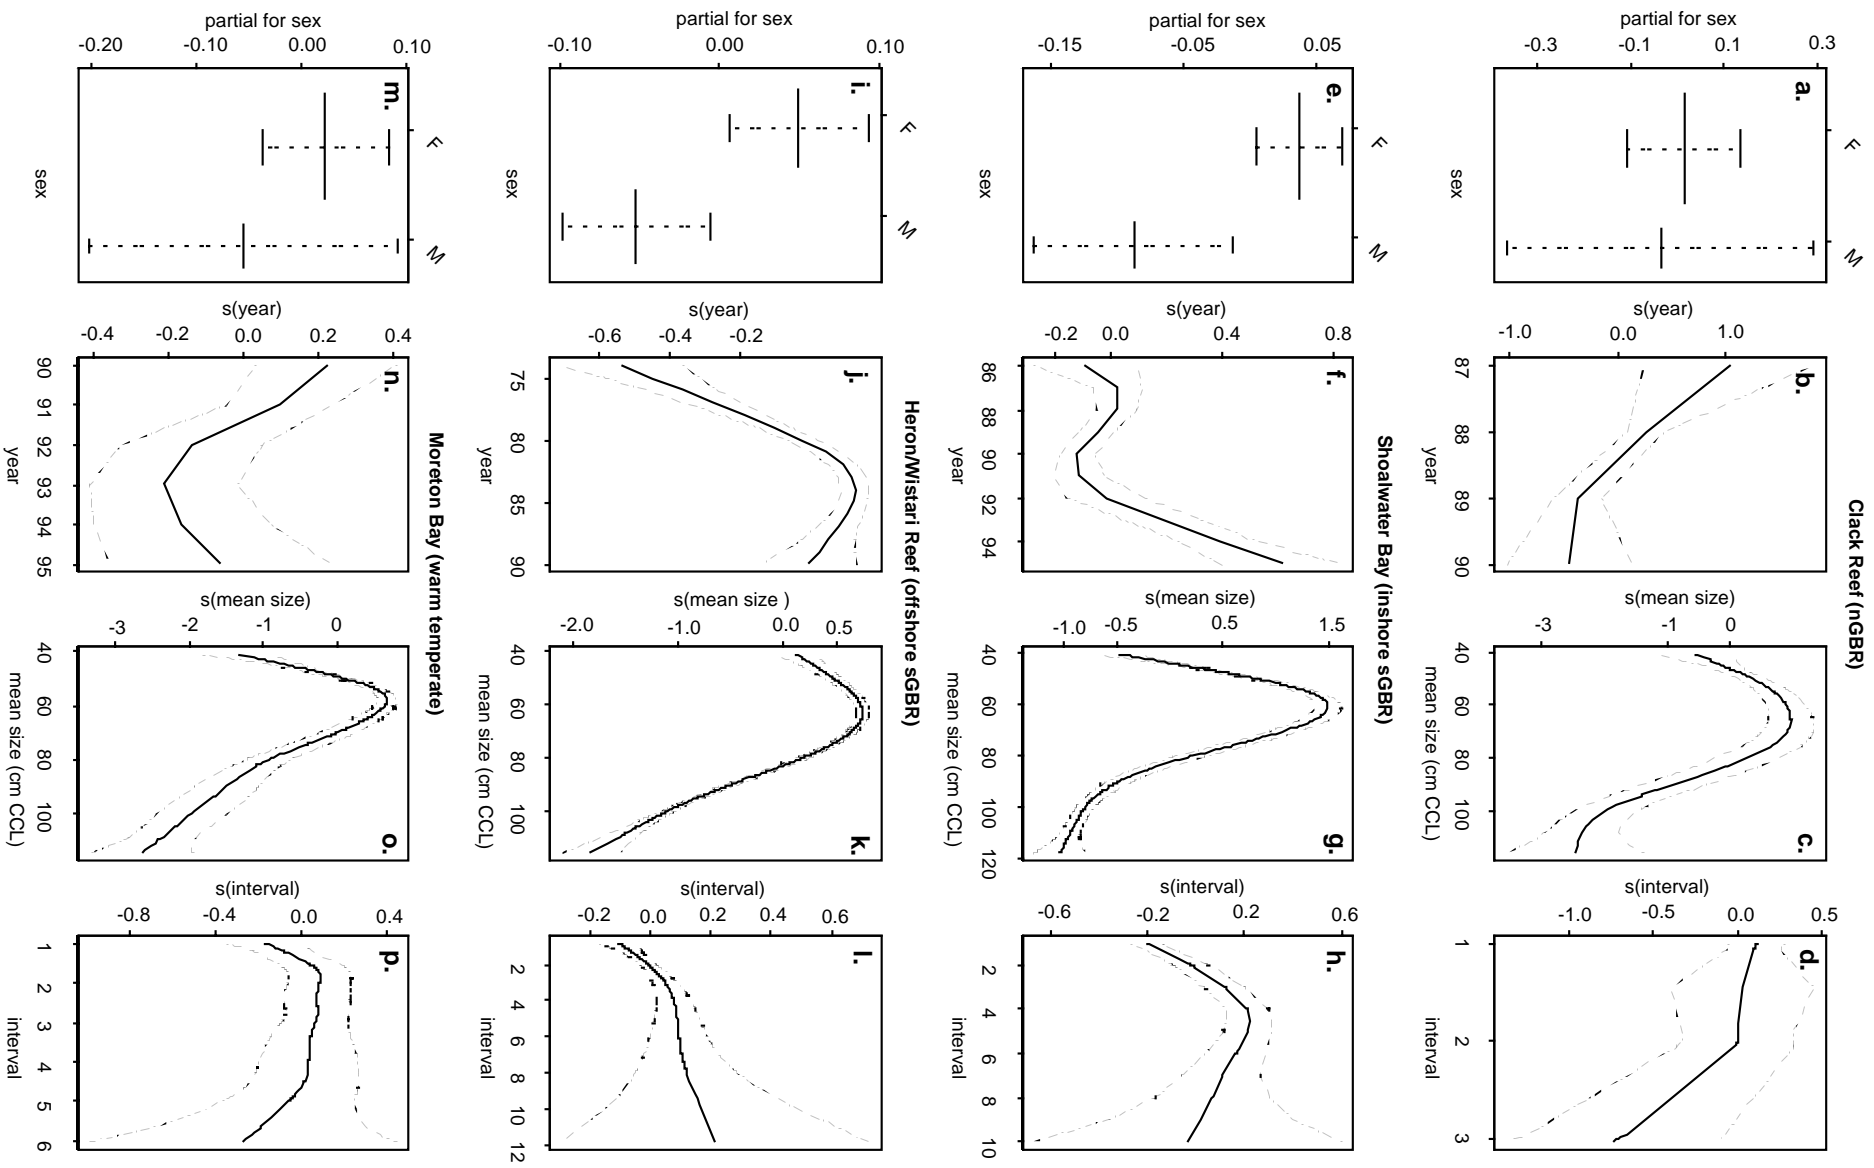 Clack Reef (nGBR)
a.
partial for sex
-0.3 -0.1 0.1 0.3
F M
sex
b.
s(year)
-1.0 0.0 1.0
87 88 89 90
year
c.
s(mean size)
-3 -1 0
40 60 80 100
mean size (cm CCL)
d.
s(interval)
-1.0 -0.5 0.0 0.5
1 2 3
interval
Shoalwater Bay (inshore sGBR)
e.
partial for sex
-0.15 -0.05 0.05
F M
sex
f.
s(year)
-0.2 0.0 0.4 0.8
86 88 90 92 94
year
g.
s(mean size)
-1.0 -0.5 0.5 1.5
40 60 80 100 120
mean size (cm CCL)
h.
s(interval)
-0.6 -0.2 0.2 0.6
2 4 6 8 10
interval
Heron/Wistari Reef (offshore sGBR)
i.
partial for sex
-0.10 0.00 0.10
F M
sex
j.
s(year)
-0.6 -0.4 -0.2
75 80 85 90
year
k.
s(mean size )
-2.0 -1.0 0.0 0.5
40 60 80 100
mean size (cm CCL)
l.
s(interval)
-0.2 0.0 0.2 0.4 0.6
2 4 6 8 10 12
interval
Moreton Bay (warm temperate)
m.
partial for sex
-0.20 -0.10 0.00 0.10
F M
sex
n.
s(year)
-0.4 -0.2 0.0 0.2 0.4
90 91 92 93 94 95
year
o.
s(mean size)
-3 -2 -1 0
40 60 80 100
mean size (cm CCL)
p.
s(interval)
-0.8 -0.4 0.0 0.4
1 2 3 4 5 6
interval